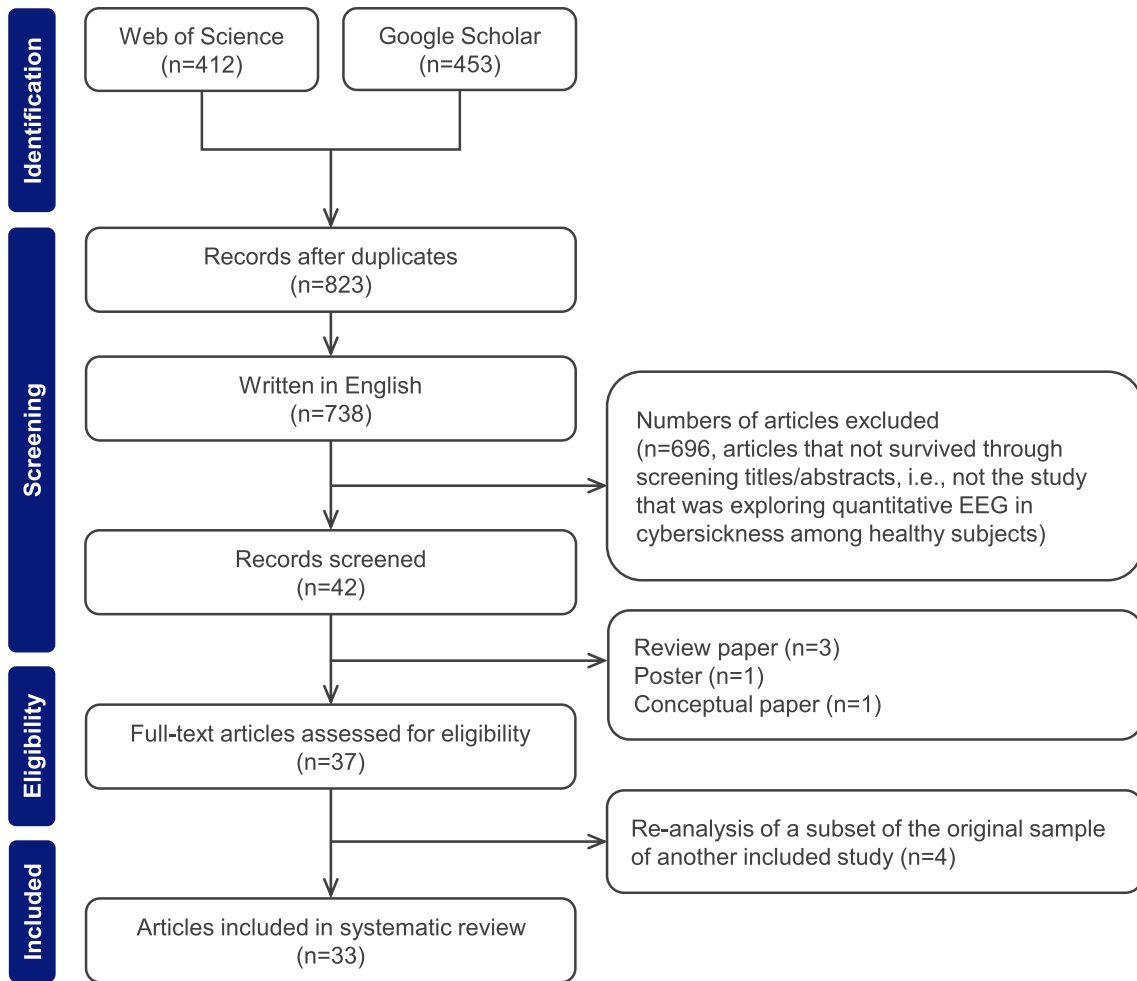 Identification
Web of Science
(n=412)
Google Scholar
(n=453)
Screening
Records after duplicates
(n=823)
Written in English
(n=738)
Numbers of articles excluded
(n=696, articles that not survived through
screening titles/abstracts, i.e., not the study
that was exploring quantitative EEG in
cybersickness among healthy subjects)
Records screened
(n=42)
Review paper (n=3)
Poster (n=1)
Conceptual paper (n=1)
Eligibility
Full-text articles assessed for eligibility
(n=37)
Re-analysis of a subset of the original sample
of another included study (n=4)
Included
Articles included in systematic review
(n=33)